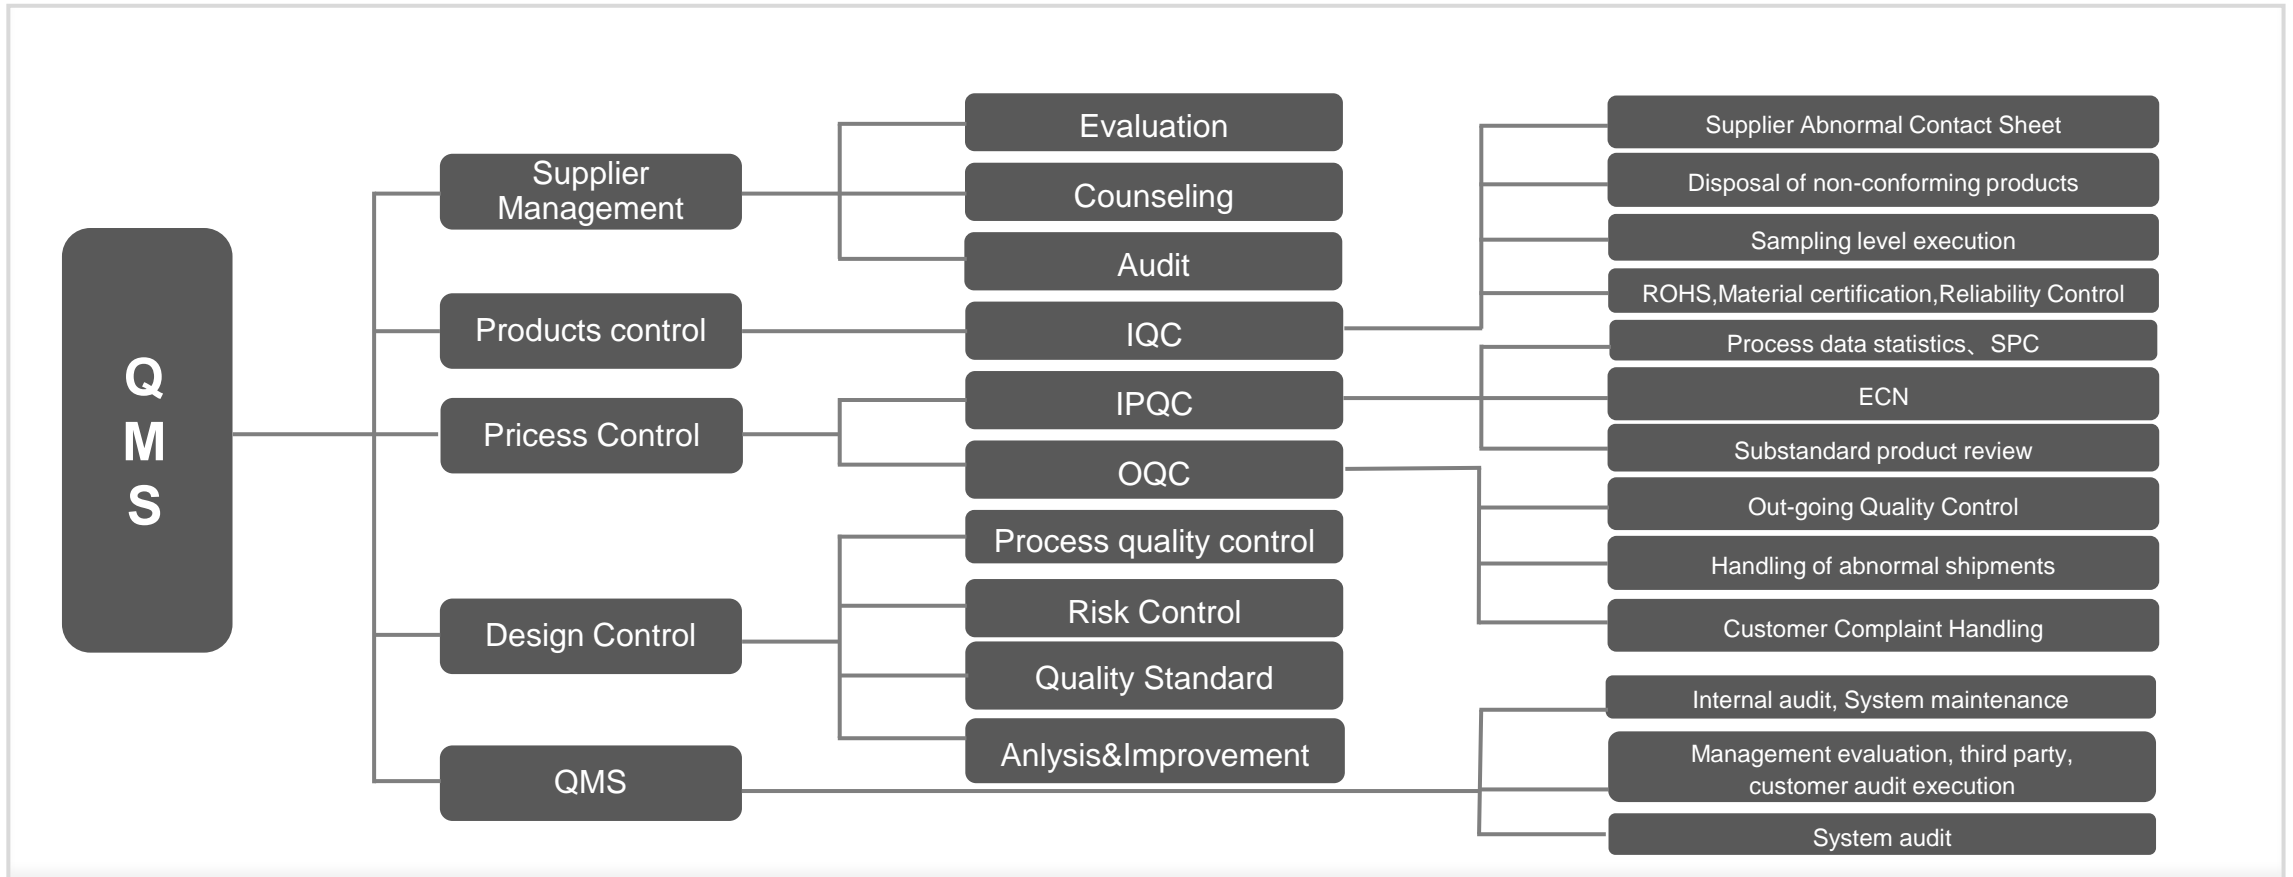 Q
M
S
Supplier
Management
Products control
Pricess Control
Design Control
QMS
Evaluation
Counseling
Audit
IQC
IPQC
OQC
Process quality control
Risk Control
Quality Standard
Anlysis&Improvement
Supplier Abnormal Contact Sheet
Disposal of non-conforming products
Sampling level execution
ROHS,Material certification,Reliability Control
Process data statistics、SPC
ECN
Substandard product review
Out-going Quality Control
Handling of abnormal shipments
Customer Complaint Handling
Internal audit, System maintenance
Management evaluation, third party,
customer audit execution
System audit